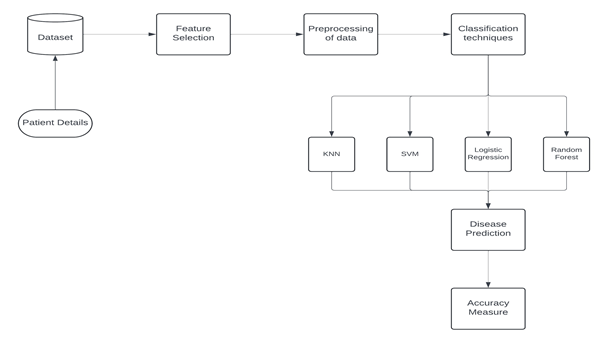 Dataset
Feature
Selection
Preprocessing
of data
Classification
techniques
Patient Details
KNN
SVM
Logistic
Regression
Random
Forest
Disease
Prediction
Accuracy
Measure